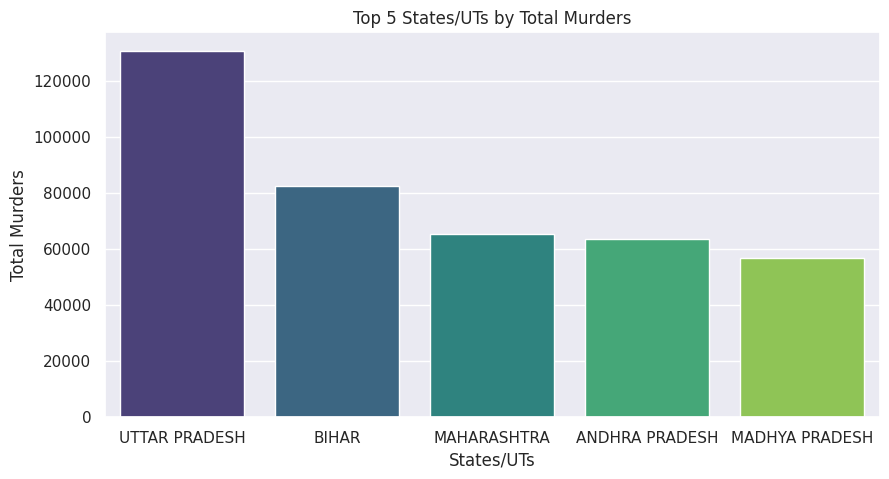 Top 5 States/UTs by Total Murders
Total Murders
120000
100000
80000
60000
40000
20000
0
UTTAR PRADESH
BIHAR
MAHARASHTRA
ANDHRA PRADESH
MADHYA PRADESH
States/UTs